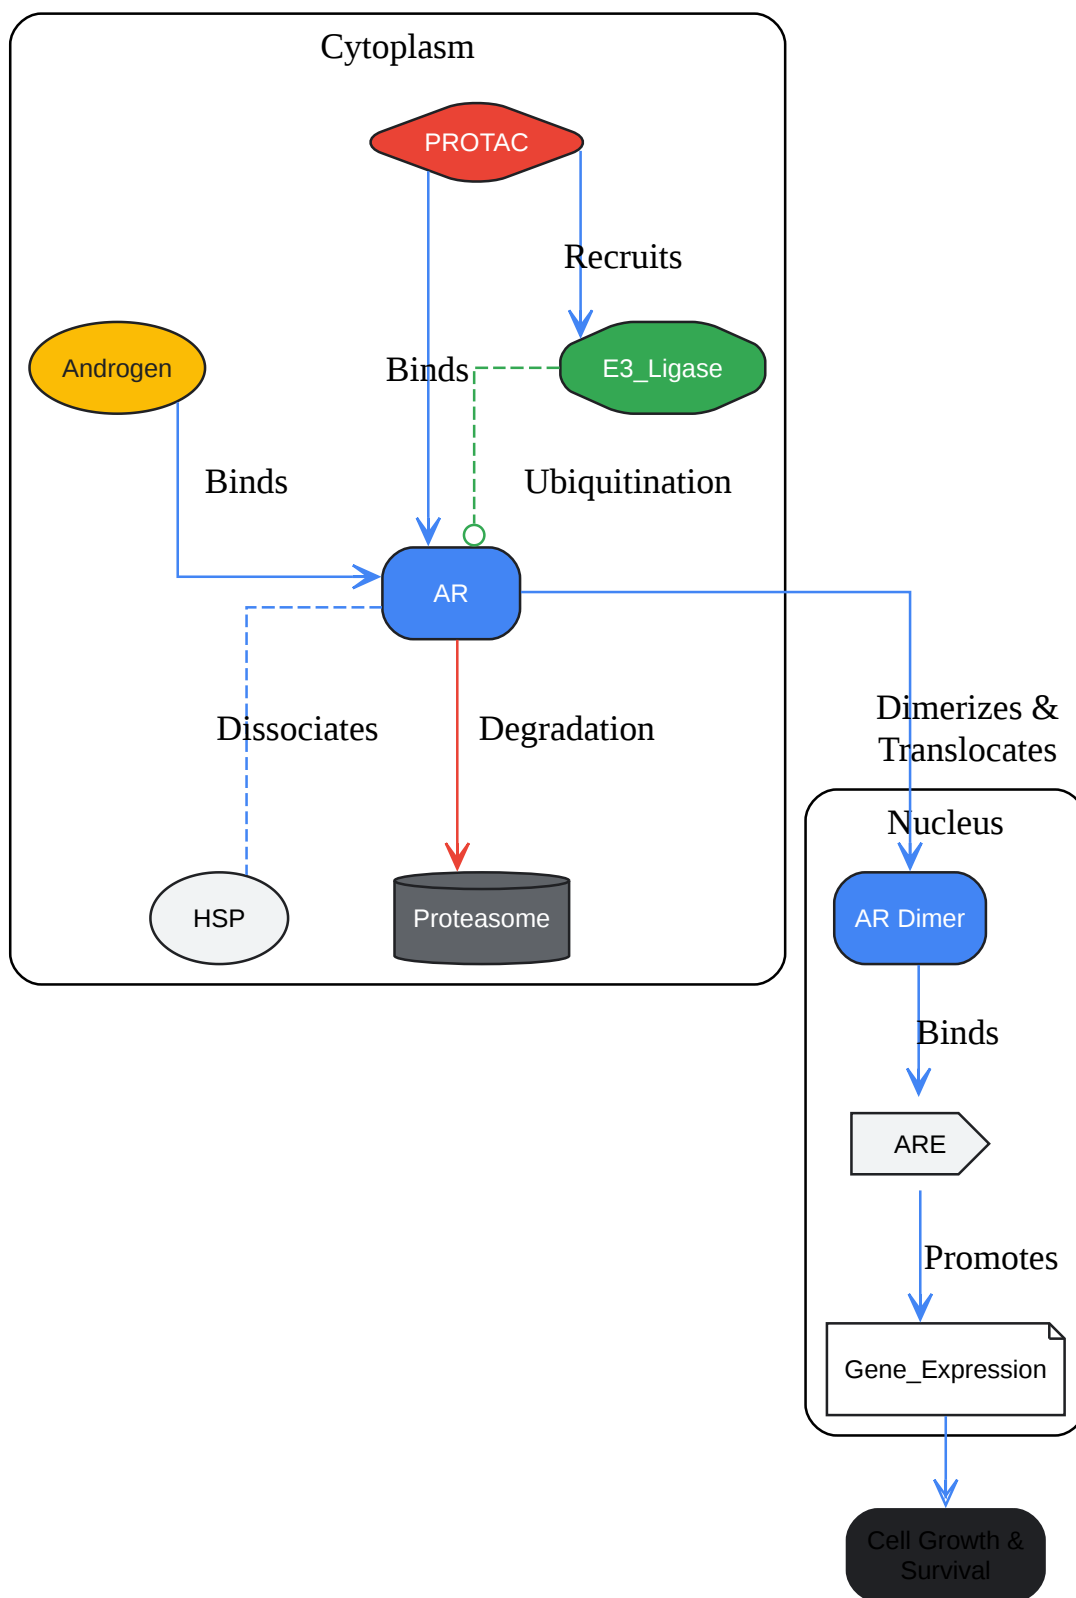 Cytoplasm
PROTAC
Recruits
Androgen
Binds
E3_Ligase
Binds
Ubiquitination
AR
Dissociates
Degradation
Dimerizes &
Translocates
Nucleus
HSP
Proteasome
AR Dimer
Binds
ARE
Promotes
Gene_Expression
Cell Growth &
Survival